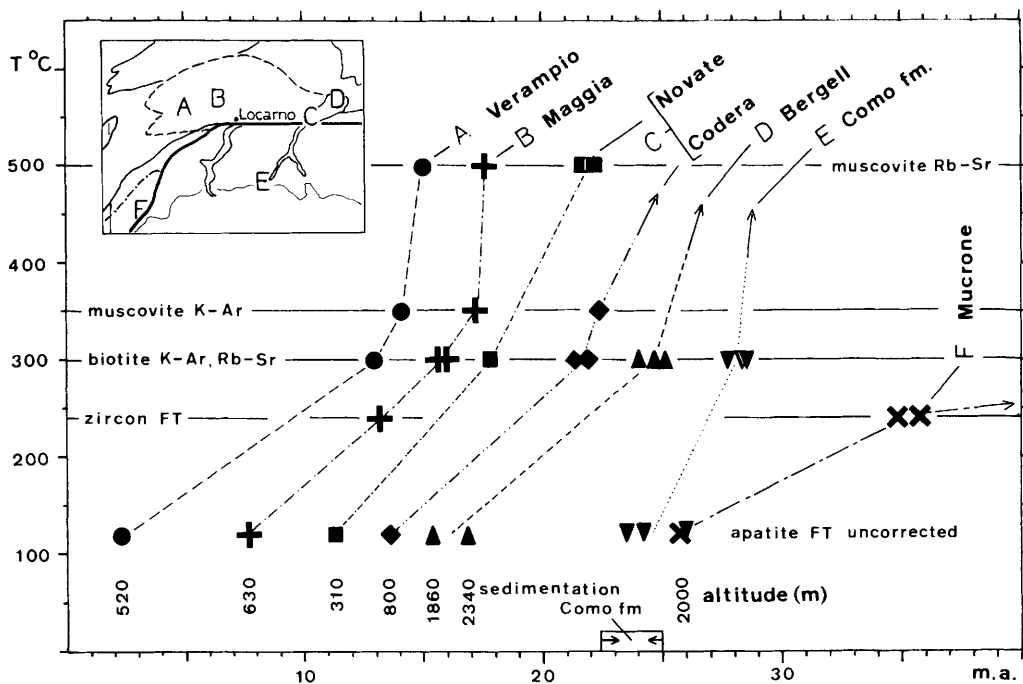 T °C
500
400
300
200
100
A
B
.Locarno
C
D
E
F
A Verampio
B Maggia
Novate
C Codera
D Bergell
E Como fm.
F Mucrone
muscovite Rb-Sr
muscovite K-Ar
biotite K-Ar, Rb-Sr
zircon FT
apatite FT uncorrected
520
630
310
800
1860
2340
sedimentation
Como fm
2000
altitude (m)
10
20
30
m.a.